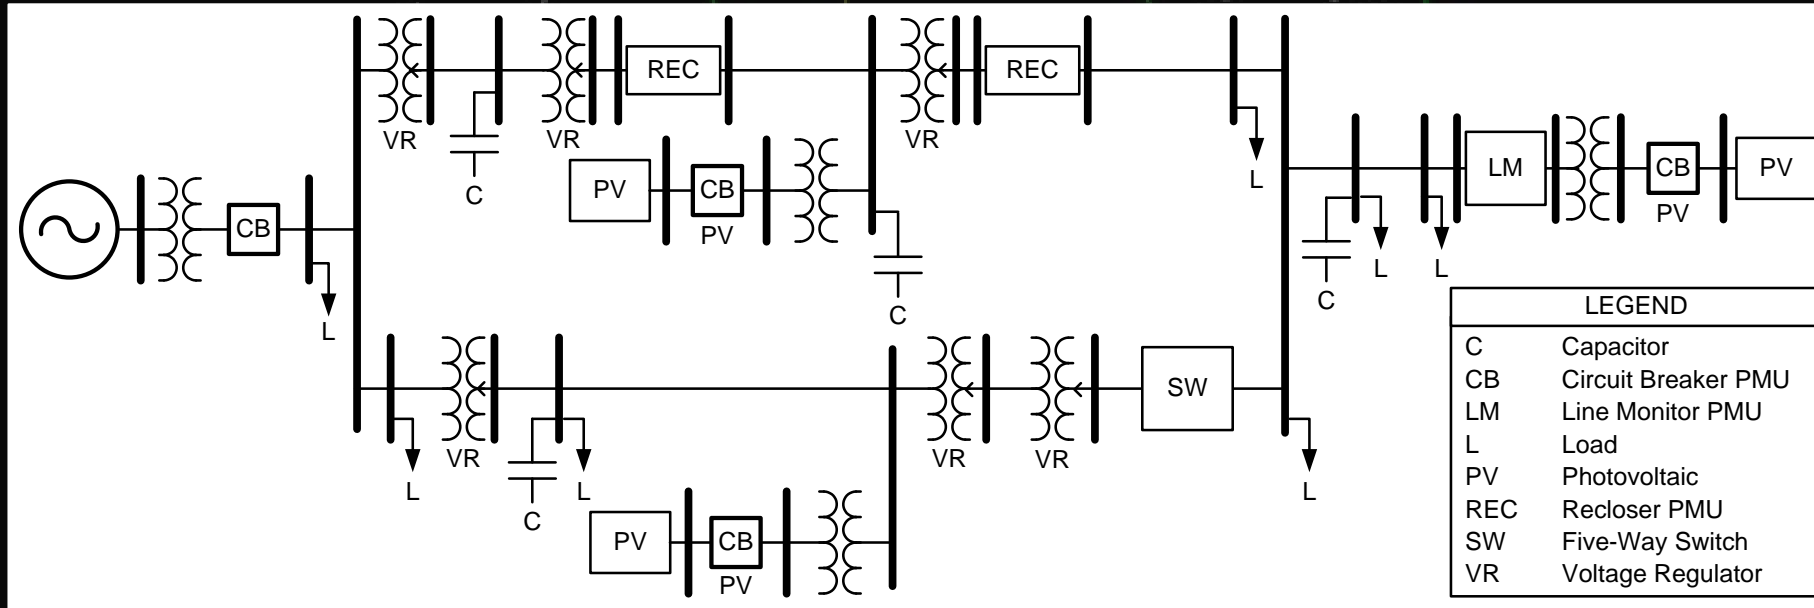 REC
REC
VR
VR
VR
C
PV
CB
PV
L
LM
CB
PV
PV
CB
L
C
C
L
L
LEGEND
C Capacitor
CB Circuit Breaker PMU
LM Line Monitor PMU
L Load
PV Photovoltaic
REC Recloser PMU
SW Five-Way Switch
VR Voltage Regulator
SW
VR
VR
VR
L
C
L
L
PV
CB
PV